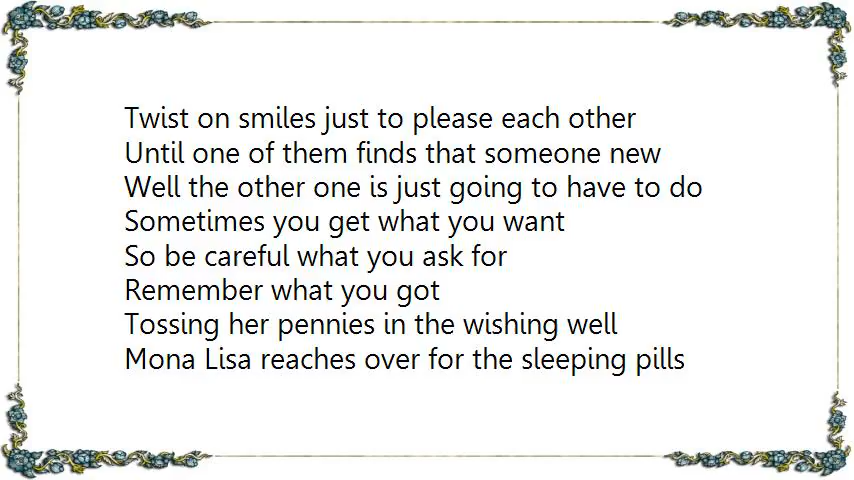 Twist on smiles just to please each other
Until one of them finds that someone new
Well the other one is just going to have to do
Sometimes you get what you want
So be careful what you ask for
Remember what you got
Tossing her pennies in the wishing well
Mona Lisa reaches over for the sleeping pills